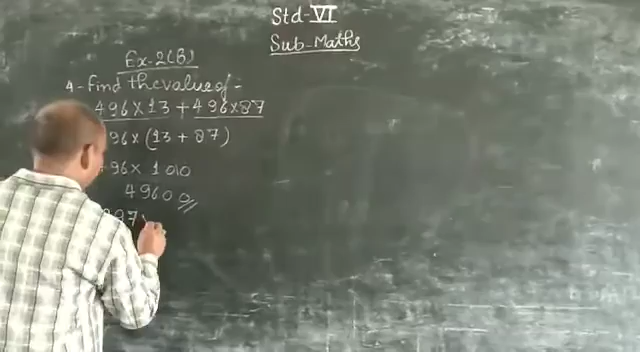 Std-VI
Sub-Maths
Ex-2(B)
4-Find the value of-
496×13 + 496×87
96×(13 + 87)
96× 100
49600